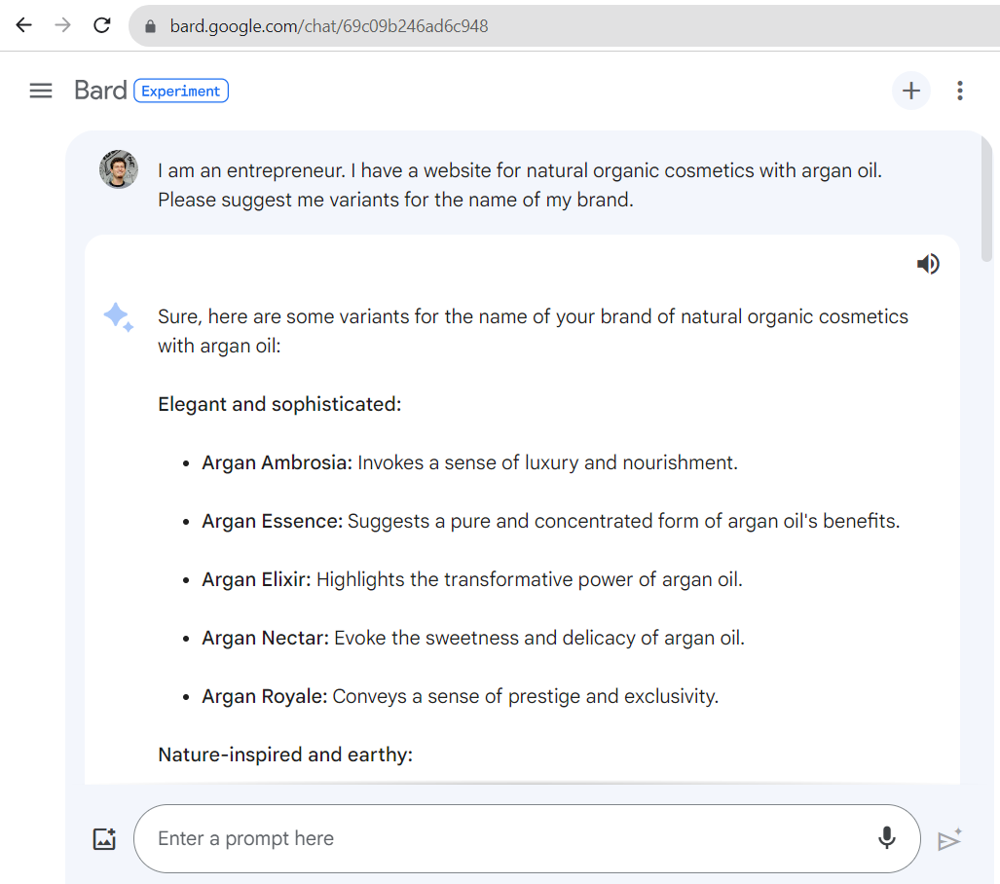 bard.google.com/chat/69c09b246ad6c948
Bard Experiment
I am an entrepreneur. I have a website for natural organic cosmetics with argan oil.
Please suggest me variants for the name of my brand.
Sure, here are some variants for the name of your brand of natural organic cosmetics
with argan oil:
Elegant and sophisticated:
• Argan Ambrosia: Invokes a sense of luxury and nourishment.
• Argan Essence: Suggests a pure and concentrated form of argan oil's benefits.
• Argan Elixir: Highlights the transformative power of argan oil.
• Argan Nectar: Evoke the sweetness and delicacy of argan oil.
• Argan Royale: Conveys a sense of prestige and exclusivity.
Nature-inspired and earthy:
Enter a prompt here